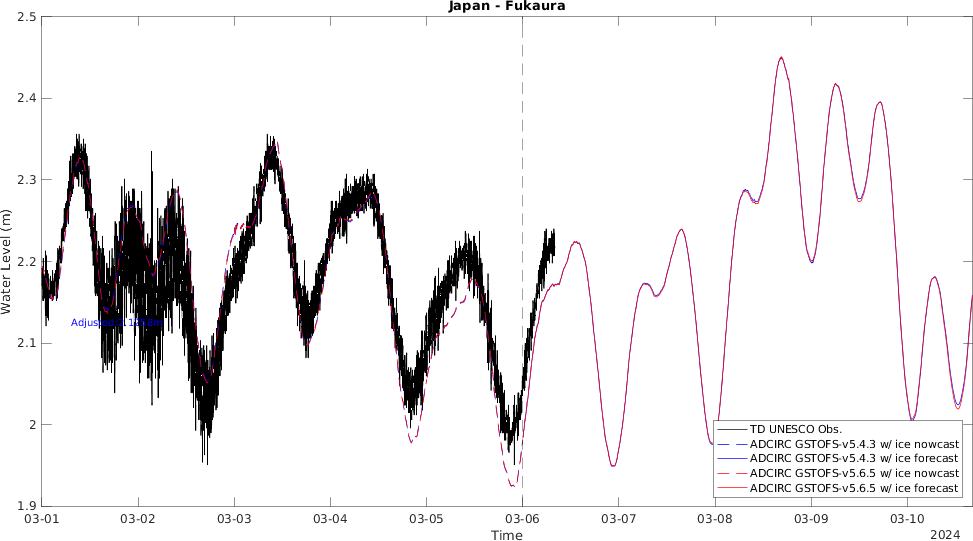 Japan - Fukaura
2.5
2.4
2.3
2.2
2.1
2
1.9
Water Level (m)
Adjusted
03-01
03-02
03-03
03-04
03-05
03-06
03-07
03-08
03-09
03-10
Time
2024
TD UNESCO Obs.
ADCIRC GSTOFS-v5.4.3 w/ ice nowcast
ADCIRC GSTOFS-v5.4.3 w/ ice forecast
ADCIRC GSTOFS-v5.6.5 w/ ice nowcast
ADCIRC GSTOFS-v5.6.5 w/ ice forecast